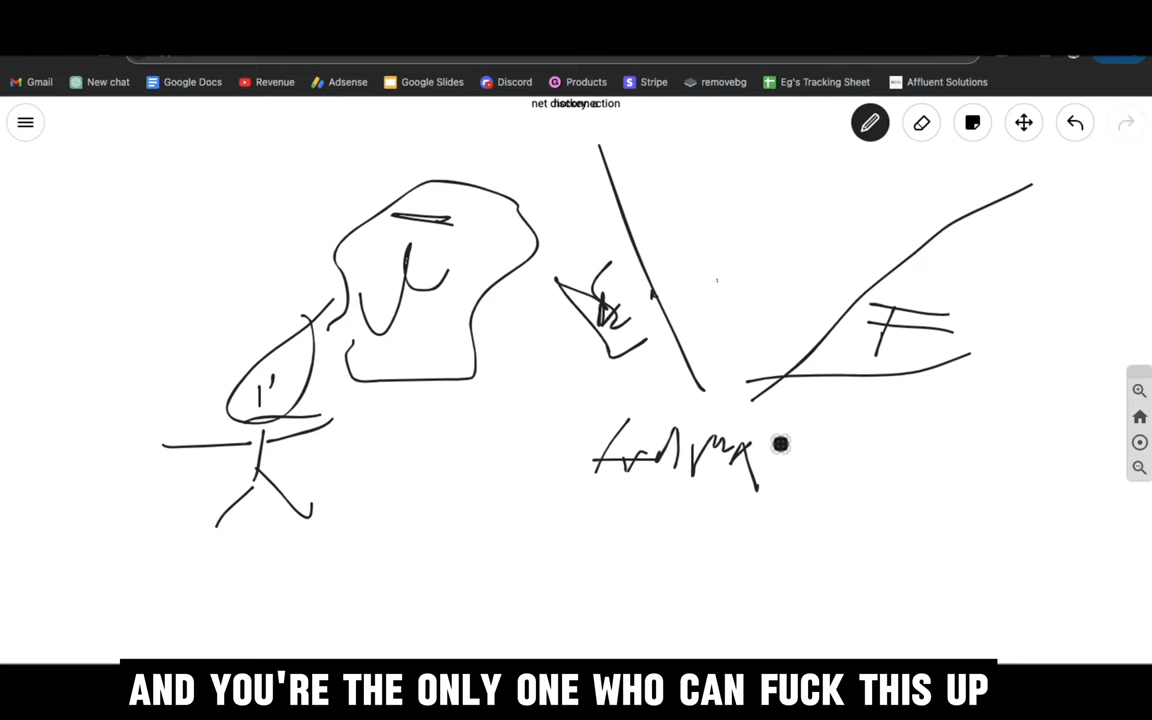 Gmail New chat Google Docs Revenue Adsense Google Slides Discord Products Stripe removebg Eg's Tracking Sheet Affluent Solutions
AND YOU'RE THE ONLY ONE WHO CAN FUCK THIS UP